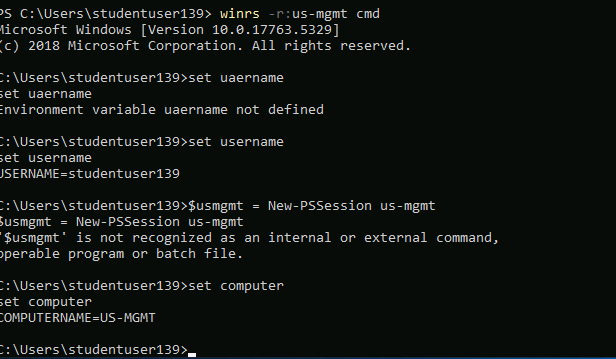 PS C:\Users\studentuser139> winrs -r:us-mgmt cmd
Microsoft Windows [Version 10.0.17763.5329]
(c) 2018 Microsoft Corporation. All rights reserved.
C:\Users\studentuser139>set uaername
set uaername
Environment variable uaername not defined
C:\Users\studentuser139>set username
set username
USERNAME=studentuser139
C:\Users\studentuser139>$usmgmt = New-PSSession us-mgmt
$usmgmt = New-PSSession us-mgmt
'$usmgmt' is not recognized as an internal or external command,
operable program or batch file.
C:\Users\studentuser139>set computer
set computer
COMPUTERNAME=US-MGMT
C:\Users\studentuser139>